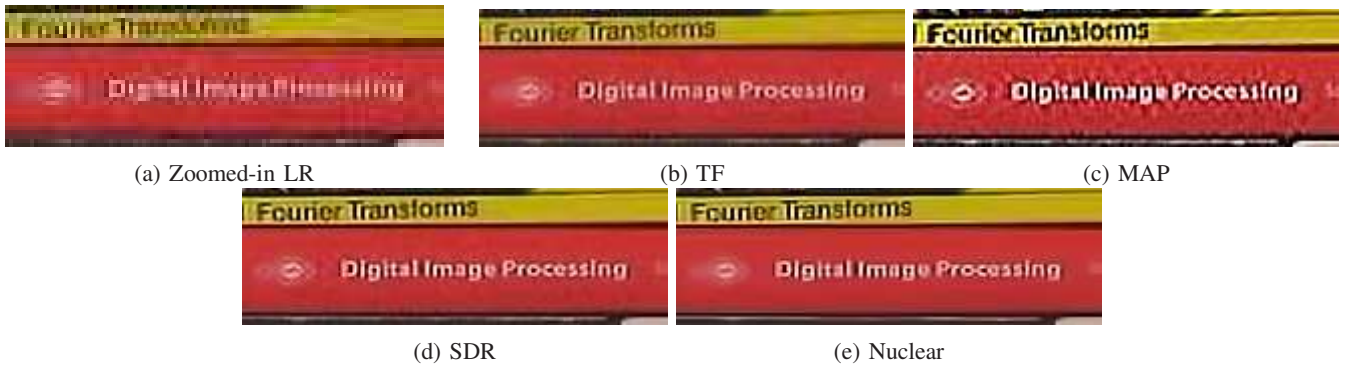 Fourier Transforms
Digital Image Processing
(a) Zoomed-in LR
Fourier Transforms
Digital Image Processing
(b) TF
Fourier Transforms
Digital Image Processing
(c) MAP
Fourier Transforms
Digital Image Processing
(d) SDR
Fourier Transforms
Digital Image Processing
(e) Nuclear